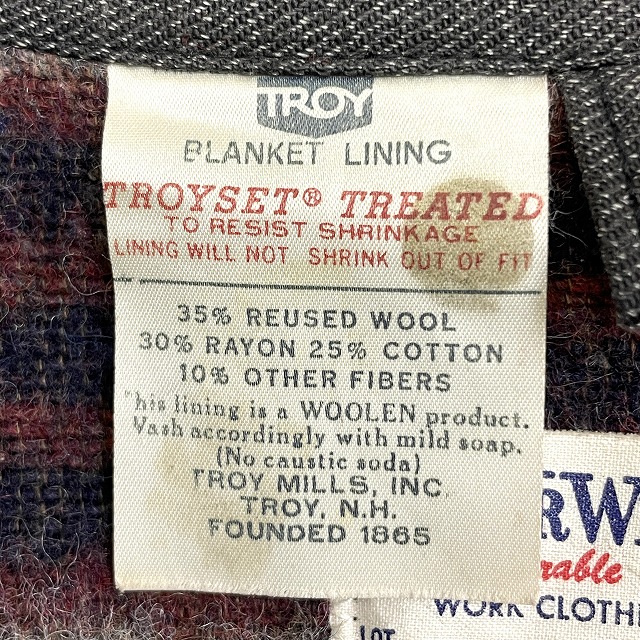 TROY
BLANKET LINING
TROYSET® TREATED
TO RESIST SHRINKAGE
LINING WILL NOT SHRINK OUT OF FIT
35% REUSED WOOL
30% RAYON 25% COTTON
10% OTHER FIBERS
his lining is a WOOLEN product.
Wash accordingly with mild soap.
(No caustic soda)
TROY MILLS, INC
TROY, N.H.
FOUNDED 1865
RW
rable
WORK CLOTH
LOT